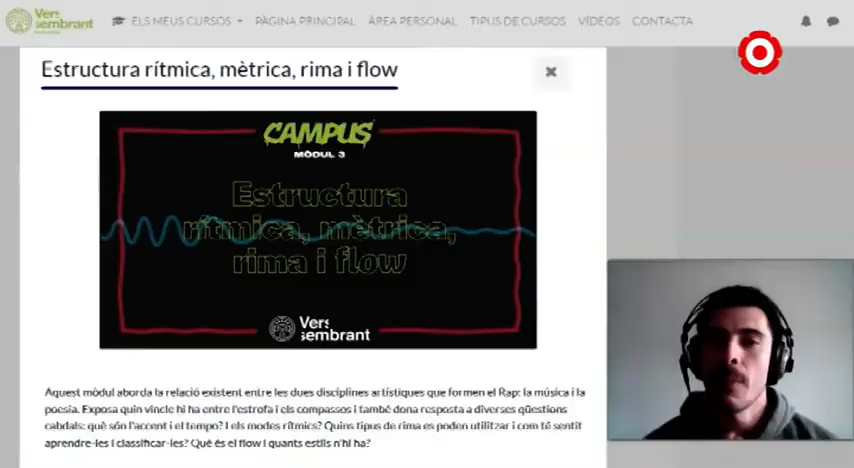 Vers
sembrant
ELS MEUS CURSOS
PÀGINA PRINCIPAL
ÀREA PERSONAL
TIPUS DE CURSOS
VÍDEOS
CONTACTA
Estructura rítmica, mètrica, rima i flow
CAMPUS
MÒDUL 3
Estructura
rítmica, mètrica,
rima i flow
Vers
sembrant
Aquest mòdul aborda la relació existent entre les dues disciplines artístiques que formen el Rap: la música i la
poesia. Exposa quin vincle hi ha entre l'estrofa i els compassos i també dona resposta a diverses qüestions
cabdals: què són l'accent i el tempo? I els modes rítmics? Quins tipus de rima es poden utilitzar i com té sentit
aprendre-les i classificar-les? Què és el flow i quants estils n'hi ha?